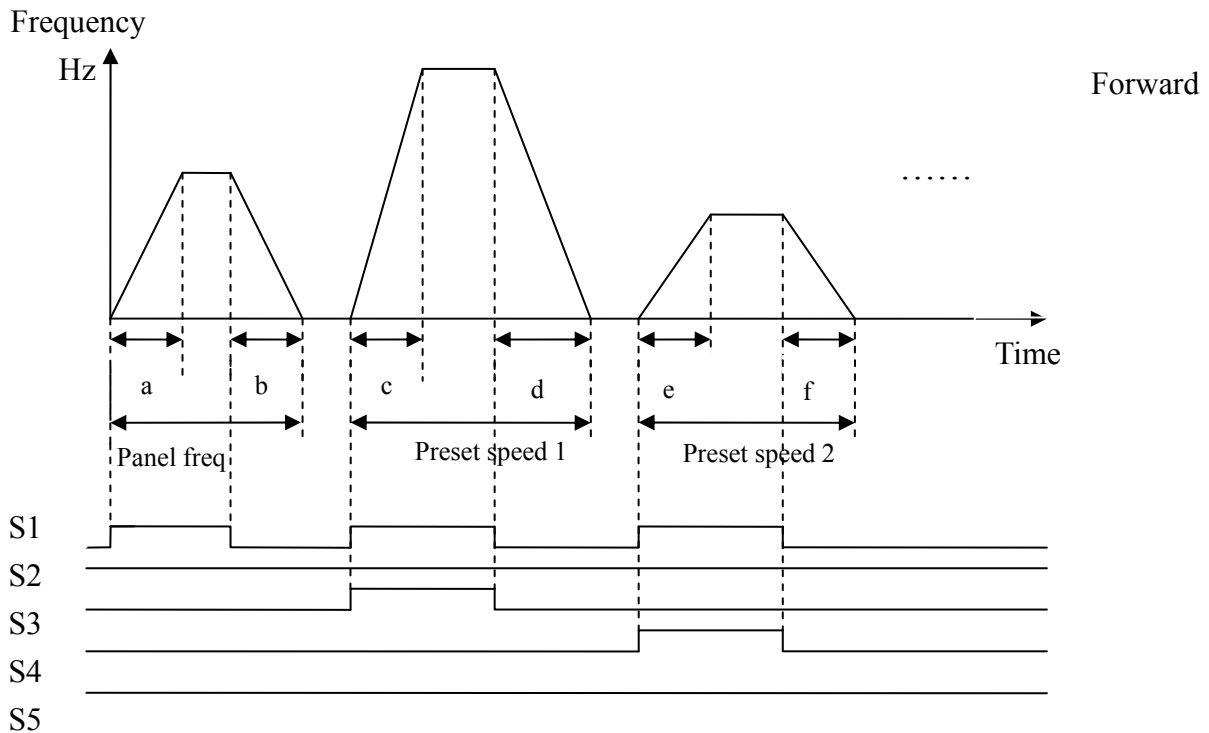 Frequency
Hz
Forward
......
Time
a b c d e f
Panel freq Preset speed 1 Preset speed 2
S1
S2
S3
S4
S5